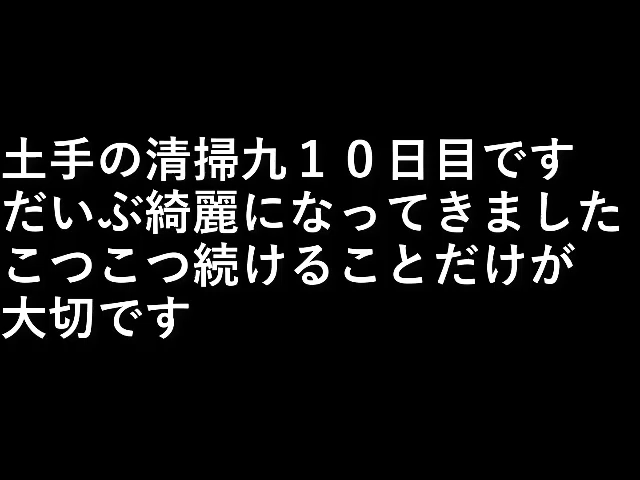 土手の清掃九１０日目です
だいぶ綺麗になってきました
こつこつ続けることだけが
大切です